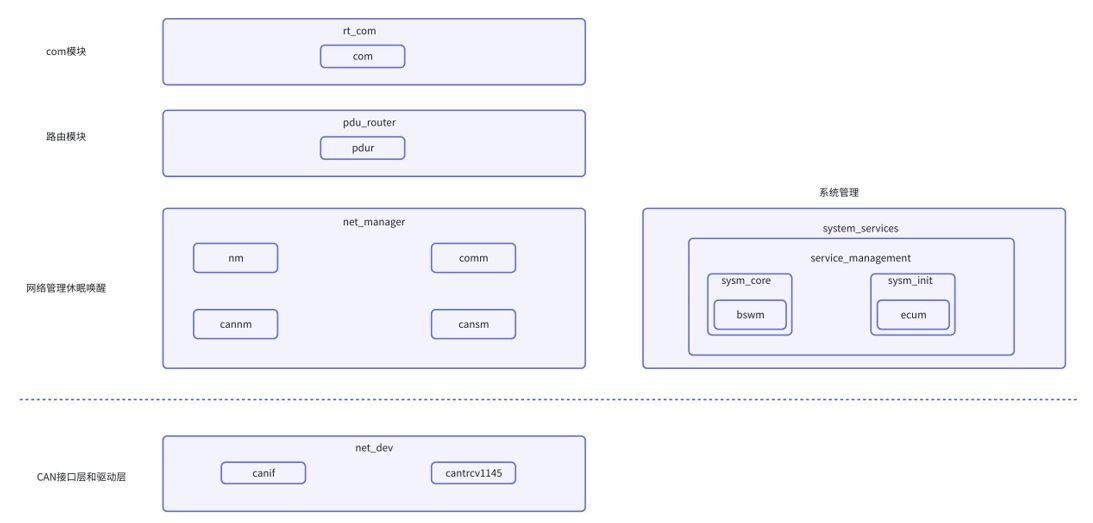 com模块
rt_com
com
路由模块
pdu_router
pdur
系统管理
网络管理休眠唤醒
net_manager
nm
comm
cannm
cansm
system_services
service_management
sysm_core
sysm_init
bswm
ecum
CAN接口层和驱动层
net_dev
canif
cantrcv1145